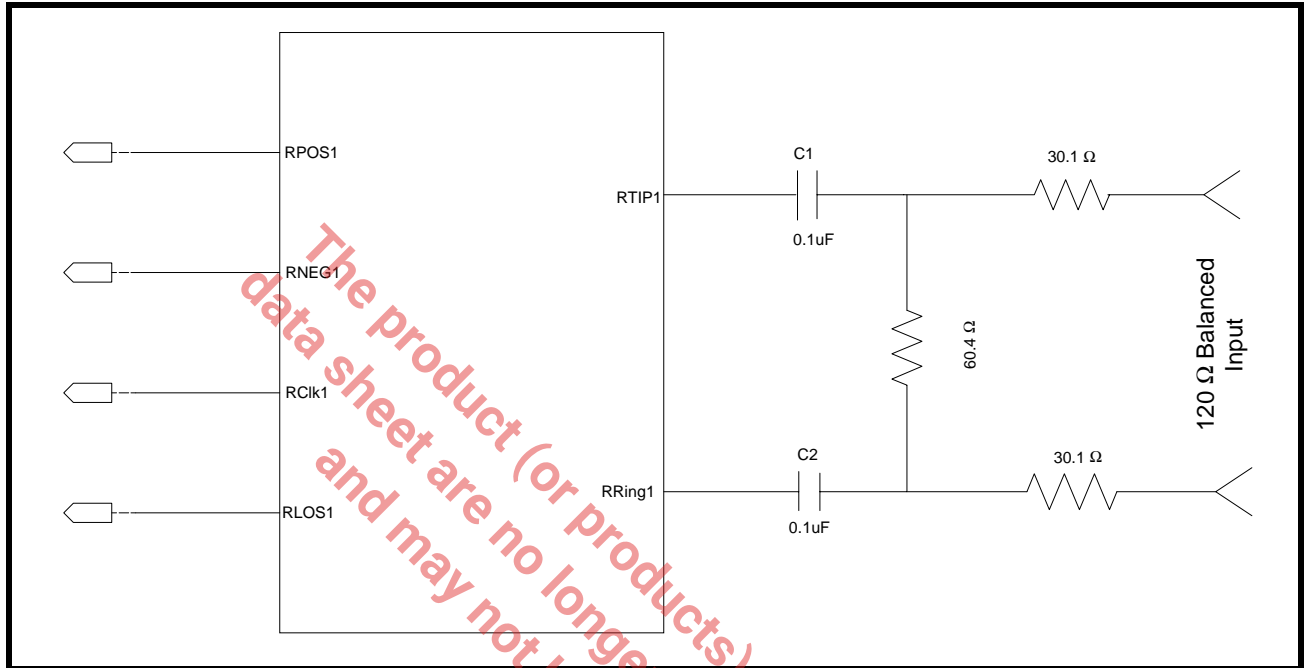 RPOS1
RNEG1
RClk1
RLOS1
RTIP1
RRing1
C1
0.1uF
C2
0.1uF
30.1 Ω
60.4 Ω
30.1 Ω
120 Ω Balanced
Input
The product (or products)
data sheet are no longe
and may not